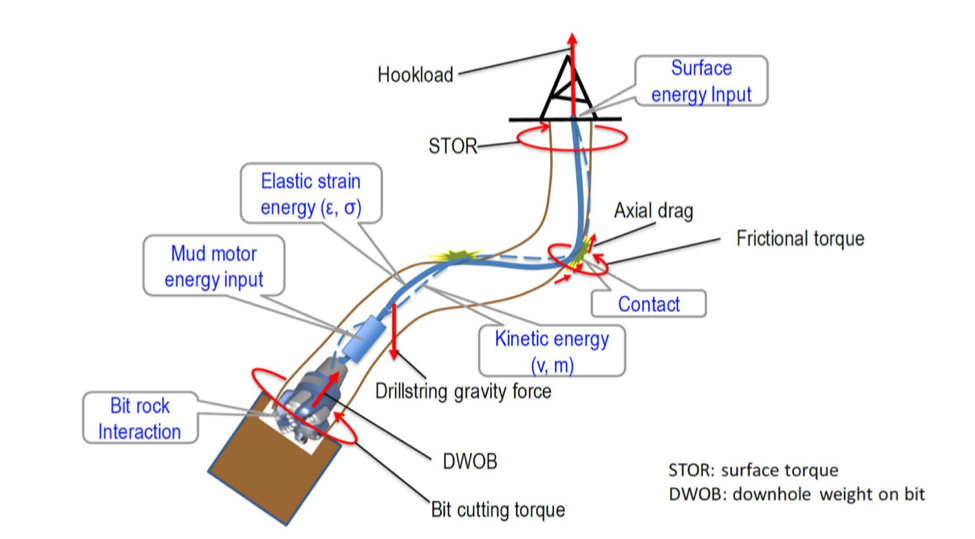 Hookload
Surface
energy Input
STOR
Elastic strain
energy (ε, σ)
Axial drag
Frictional torque
Mud motor
energy input
Contact
Kinetic energy
(v, m)
Drillstring gravity force
Bit rock
Interaction
DWOB
STOR: surface torque
DWOB: downhole weight on bit
Bit cutting torque